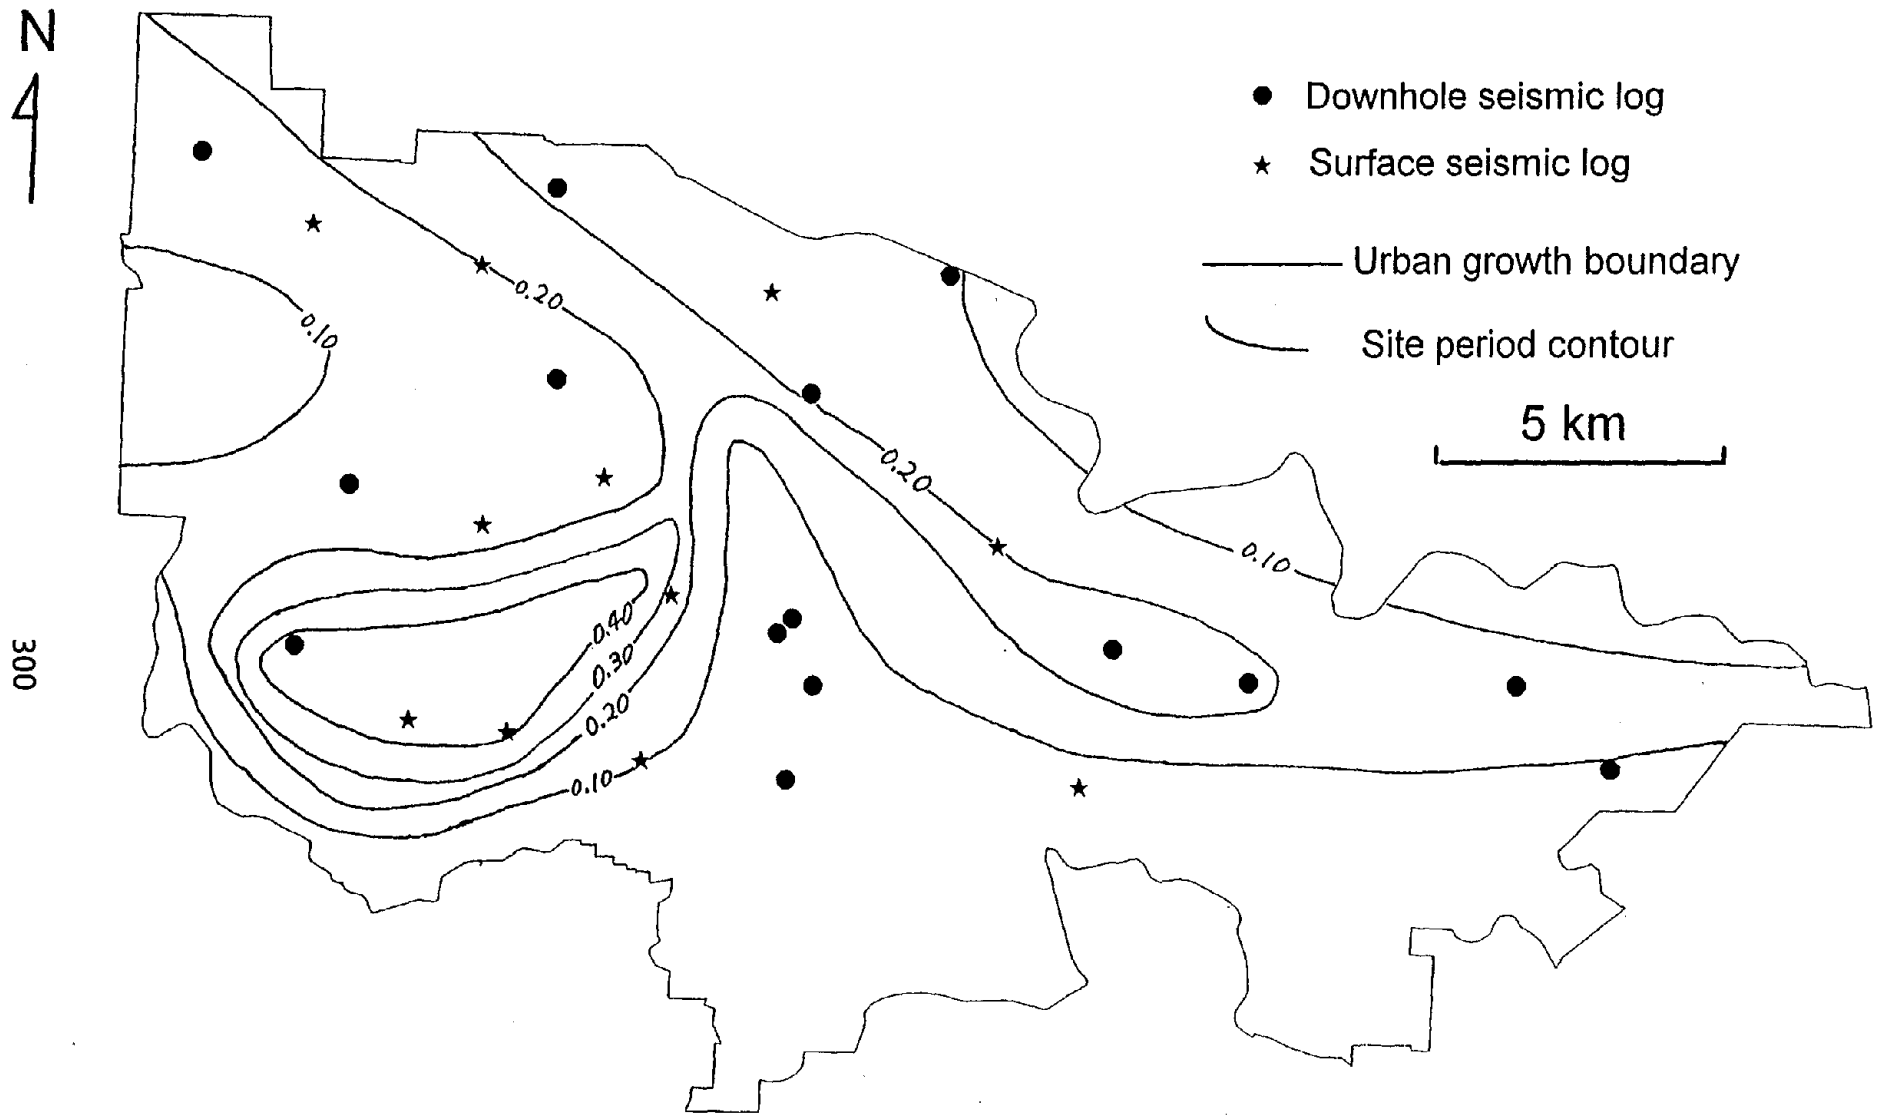 N
Downhole seismic log
Surface seismic log
Urban growth boundary
Site period contour
5 km
0.20
0.10
0.20
0.10
0.40
0.30
0.20
0.10
300